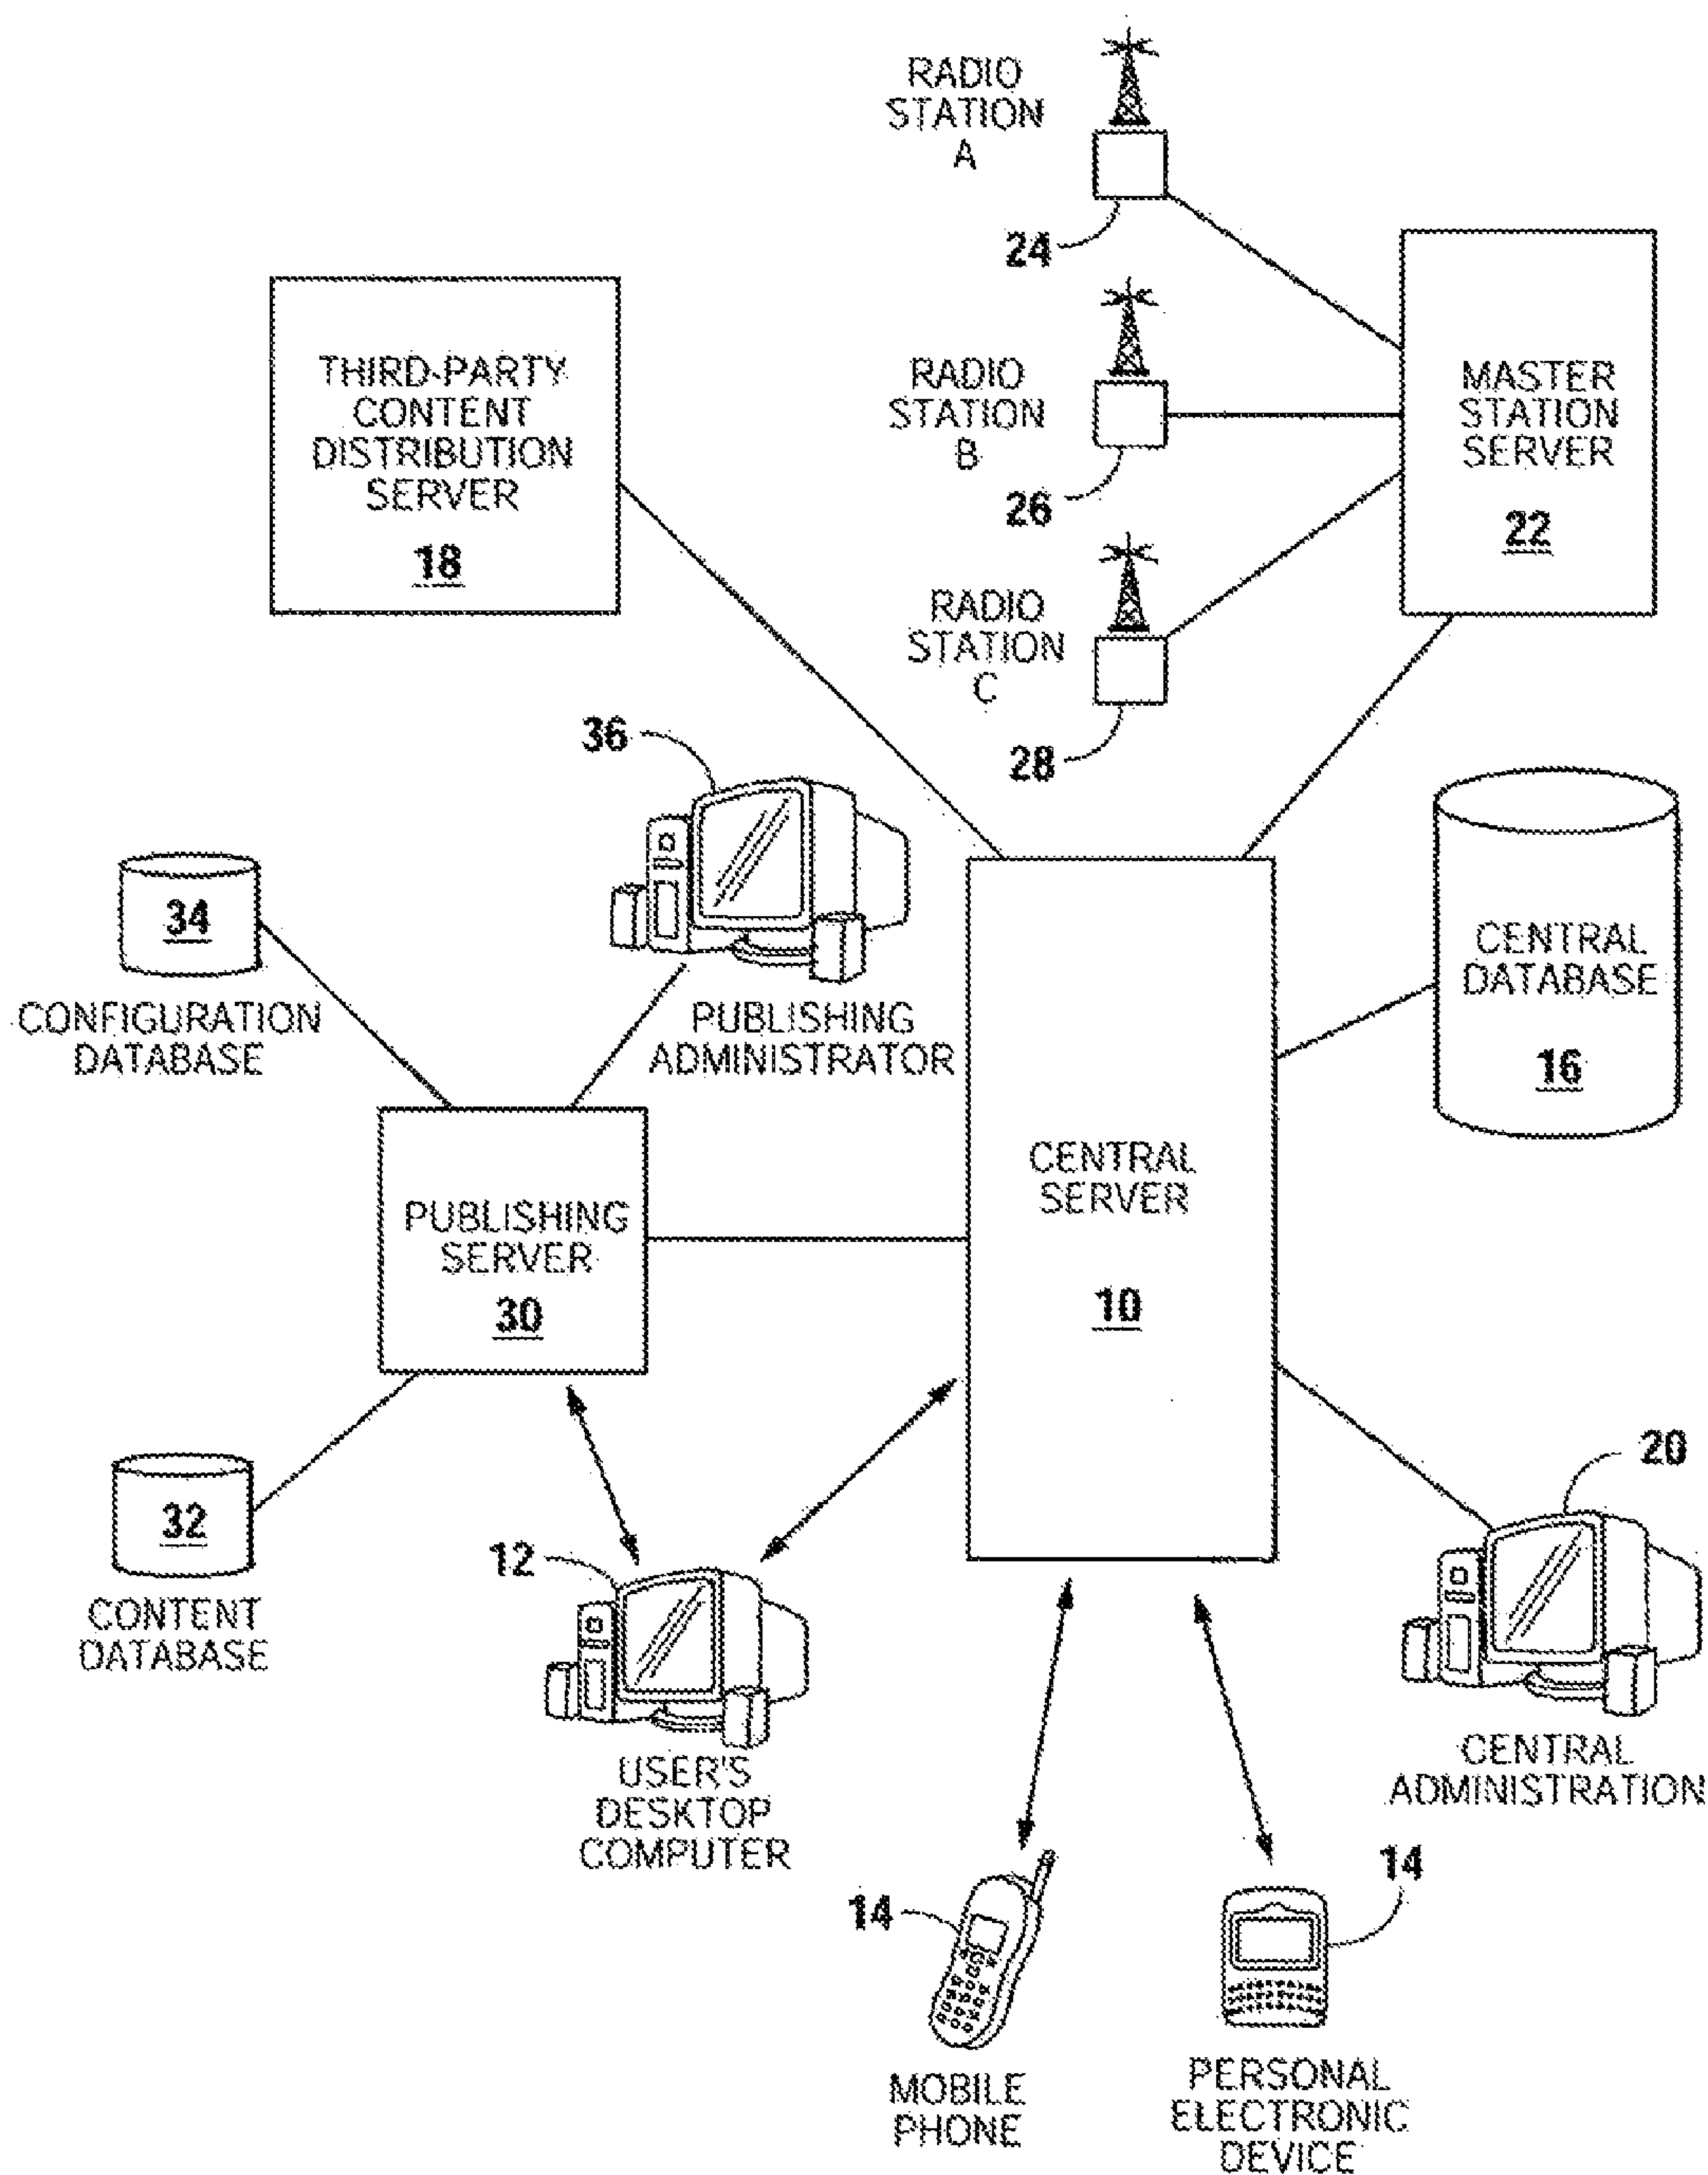 RADIO
STATION
A
24
RADIO
STATION
B
26
RADIO
STATION
C
28
MASTER
STATION
SERVER
22
THIRD-PARTY
CONTENT
DISTRIBUTION
SERVER
18
36
PUBLISHING
ADMINISTRATOR
34
CONFIGURATION
DATABASE
CENTRAL
DATABASE
16
CENTRAL
SERVER
10
PUBLISHING
SERVER
30
32
CONTENT
DATABASE
12
USER'S
DESKTOP
COMPUTER
20
CENTRAL
ADMINISTRATION
14
MOBILE
PHONE
14
PERSONAL
ELECTRONIC
DEVICE